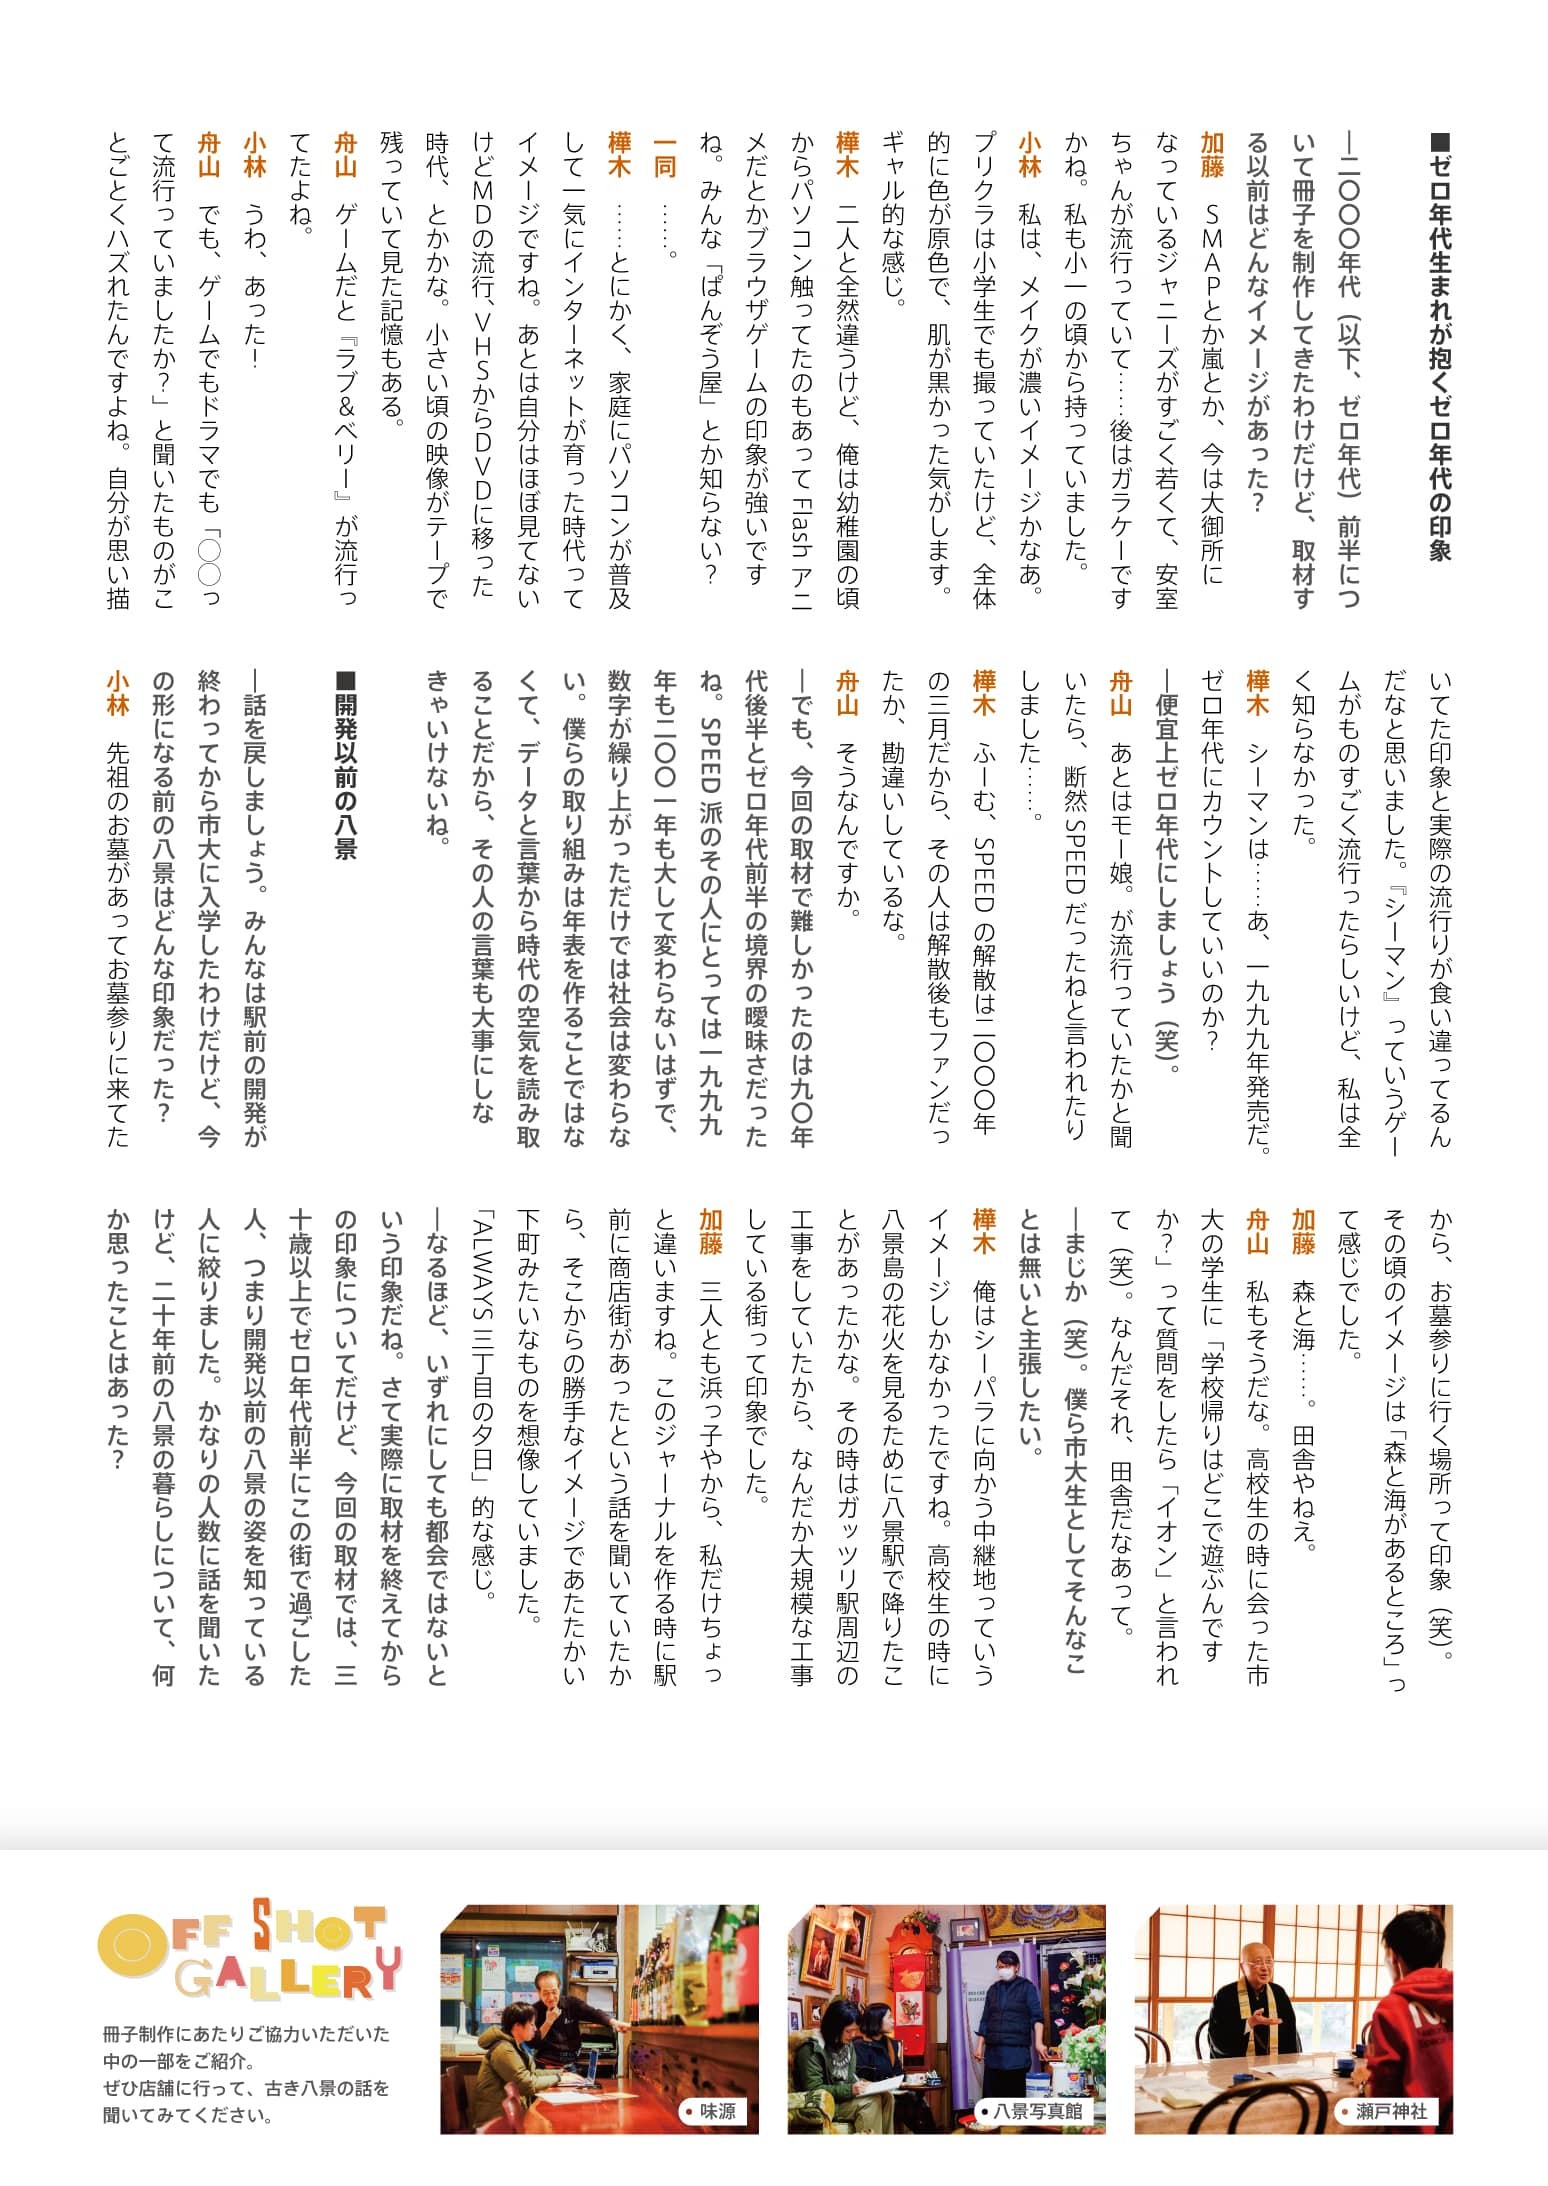 ■ゼロ年代生まれが抱くゼロ年代の印象
―二〇〇〇年代（以下、ゼロ年代）前半につ
いて冊子を制作してきたわけだけど、取材す
る以前はどんなイメージがあった？
加藤　ＳＭＡＰとか嵐とか、今は大御所に
なっているジャニーズがすごく若くて、安室
ちゃんが流行っていて……後はガラケーです
かね。私も小一の頃から持っていました。
小林　私は、メイクが濃いイメージかなあ。
プリクラは小学生でも撮っていたけど、全体
的に色が原色で、肌が黒かった気がします。
ギャル的な感じ。
樺木　二人と全然違うけど、俺は幼稚園の頃
からパソコン触ってたのもあって Flash アニ
メだとかブラウザゲームの印象が強いです
ね。みんな「ぱんぞう屋」とか知らない？
一同　……。
樺木　……とにかく、家庭にパソコンが普及
して一気にインターネットが育った時代って
イメージですね。あとは自分はほぼ見てない
けどＭＤの流行、ＶＨＳからＤＶＤに移った
時代、とかかな。小さい頃の映像がテープで
残っていて見た記憶もある。
舟山　ゲームだと『ラブ＆ベリー』が流行っ
てたよね。
小林　うわ、あった！
舟山　でも、ゲームでもドラマでも「〇〇っ
て流行っていましたか？」と聞いたものがこ
とごとくハズれたんですよね。自分が思い描
いてた印象と実際の流行りが食い違ってるん
だなと思いました。『シーマン』っていうゲー
ムがものすごく流行ったらしいけど、私は全
く知らなかった。
樺木　シーマンは……あ、一九九九年発売だ。
ゼロ年代にカウントしていいのか？
―便宜上ゼロ年代にしましょう（笑）。
舟山　あとはモー娘。が流行っていたかと聞
いたら、断然 SPEED だったねと言われたり
しました……。
樺木　ふーむ、SPEED の解散は二〇〇〇年
の三月だから、その人は解散後もファンだっ
たか、勘違いしているな。
舟山　そうなんですか。
―でも、今回の取材で難しかったのは九〇年
代後半とゼロ年代前半の境界の曖昧さだった
ね。SPEED 派のその人にとっては一九九九
年も二〇〇一年も大して変わらないはずで、
数字が繰り上がっただけでは社会は変わらな
い。僕らの取り組みは年表を作ることではな
くて、データと言葉から時代の空気を読み取
ることだから、その人の言葉も大事にしな
きゃいけないね。
■開発以前の八景
―話を戻しましょう。みんなは駅前の開発が
終わってから市大に入学したわけだけど、今
の形になる前の八景はどんな印象だった？
小林　先祖のお墓があってお墓参りに来てた
から、お墓参りに行く場所って印象（笑）。
その頃のイメージは「森と海があるところ」っ
て感じでした。
加藤　森と海……。田舎やねえ。
舟山　私もそうだな。高校生の時に会った市
大の学生に「学校帰りはどこで遊ぶんです
か？」って質問をしたら「イオン」と言われ
て（笑）。なんだそれ、田舎だなあって。
―まじか（笑）。僕ら市大生としてそんなこ
とは無いと主張したい。
樺木　俺はシーパラに向かう中継地っていう
イメージしかなかったですね。高校生の時に
八景島の花火を見るために八景駅で降りたこ
とがあったかな。その時はガッツリ駅周辺の
工事をしていたから、なんだか大規模な工事
している街って印象でした。
加藤　三人とも浜っ子やから、私だけちょっ
と違いますね。このジャーナルを作る時に駅
前に商店街があったという話を聞いていたか
ら、そこからの勝手なイメージであたたかい
下町みたいなものを想像していました。
「ALWAYS 三丁目の夕日」的な感じ。
―なるほど、いずれにしても都会ではないと
いう印象だね。さて実際に取材を終えてから
の印象についてだけど、今回の取材では、三
十歳以上でゼロ年代前半にこの街で過ごした
人、つまり開発以前の八景の姿を知っている
人に絞りました。かなりの人数に話を聞いた
けど、二十年前の八景の暮らしについて、何
か思ったことはあった？
OFF SHOT
GALLERY
冊子制作にあたりご協力いただいた
中の一部をご紹介。
ぜひ店舗に行って、古き八景の話を
聞いてみてください。
味源
八景写真館
瀬戸神社